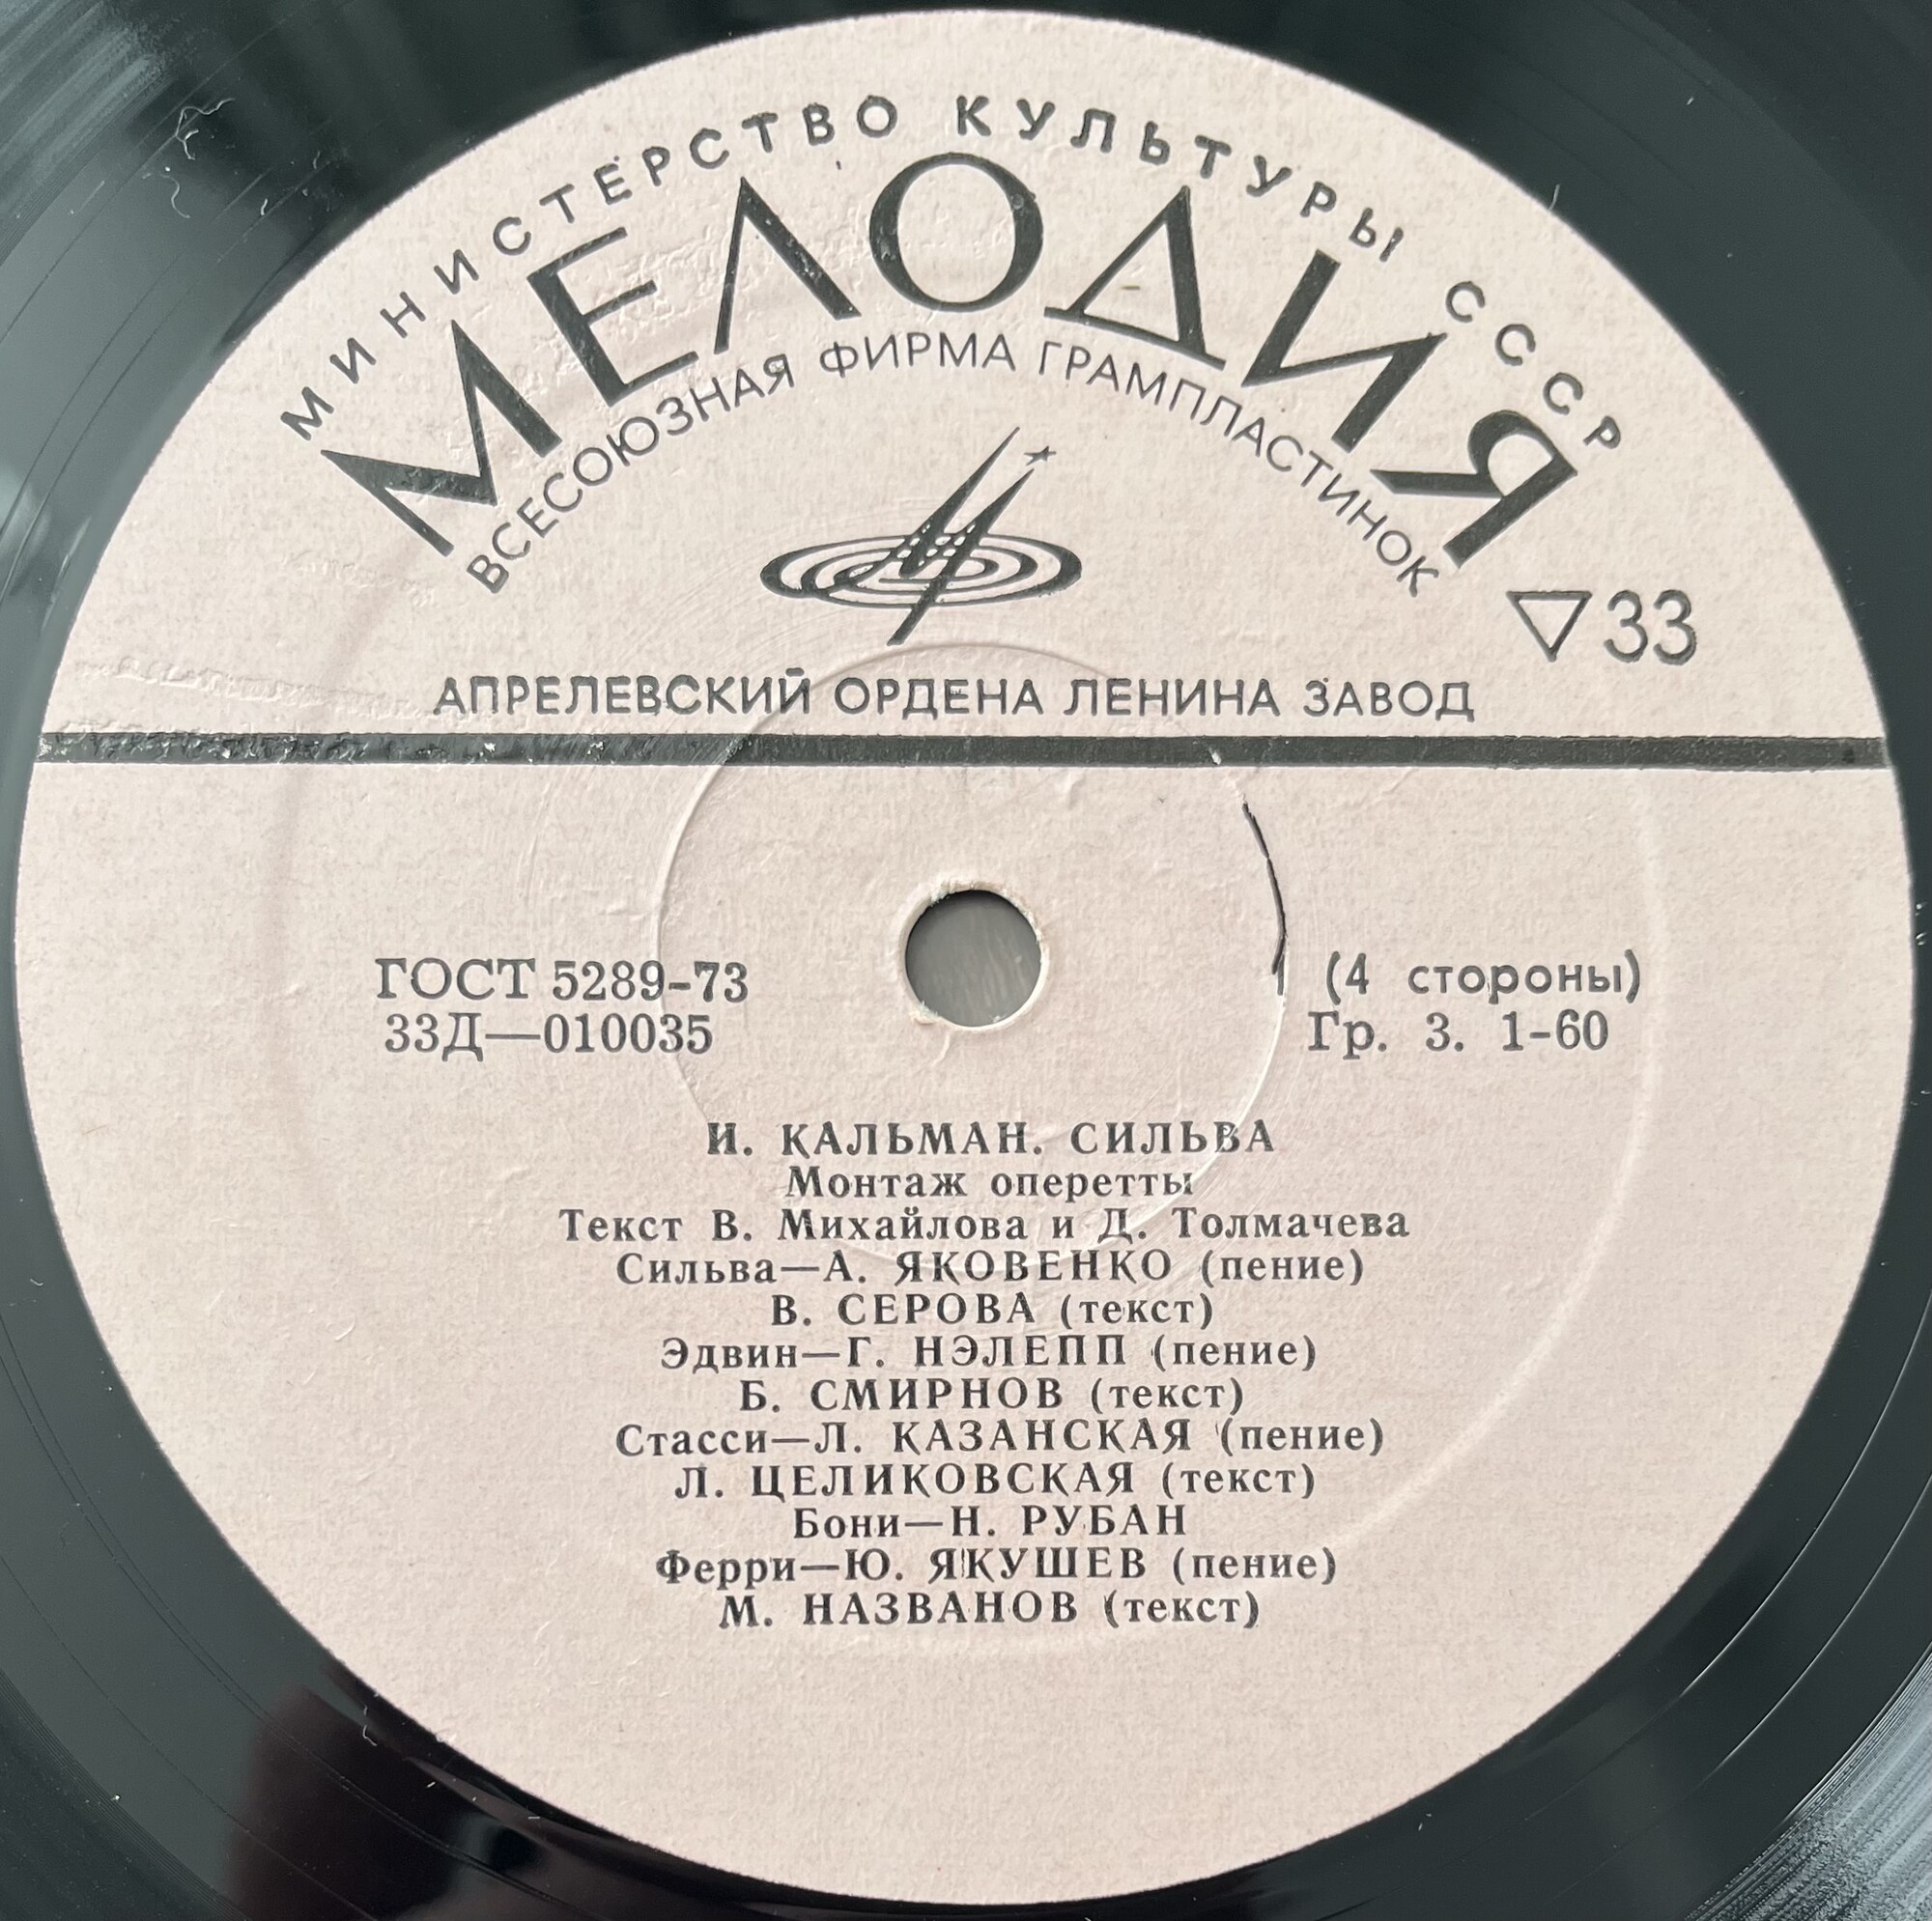 МИНИСТЕРСТВО КУЛЬТУРЫ СССР
МЕЛОДИЯ
ВСЕСОЮЗНАЯ ФИРМА ГРАМПЛАСТИНОК
▽33
АПРЕЛЕВСКИЙ ОРДЕНА ЛЕНИНА ЗАВОД
ГОСТ 5289-73
33Д—010035
(4 стороны)
Гр. 3. 1-60
И. КАЛЬМАН. СИЛЬВА
Монтаж оперетты
Текст В. Михайлова и Д. Толмачева
Сильва—А. ЯКОВЕНКО (пение)
В. СЕРОВА (текст)
Эдвин—Г. НЭЛЕПП (пение)
Б. СМИРНОВ (текст)
Стасси—Л. КАЗАНСКАЯ (пение)
Л. ЦЕЛИКОВСКАЯ (текст)
Бони—Н. РУБАН
Ферри—Ю. ЯКУШЕВ (пение)
М. НАЗВАНОВ (текст)